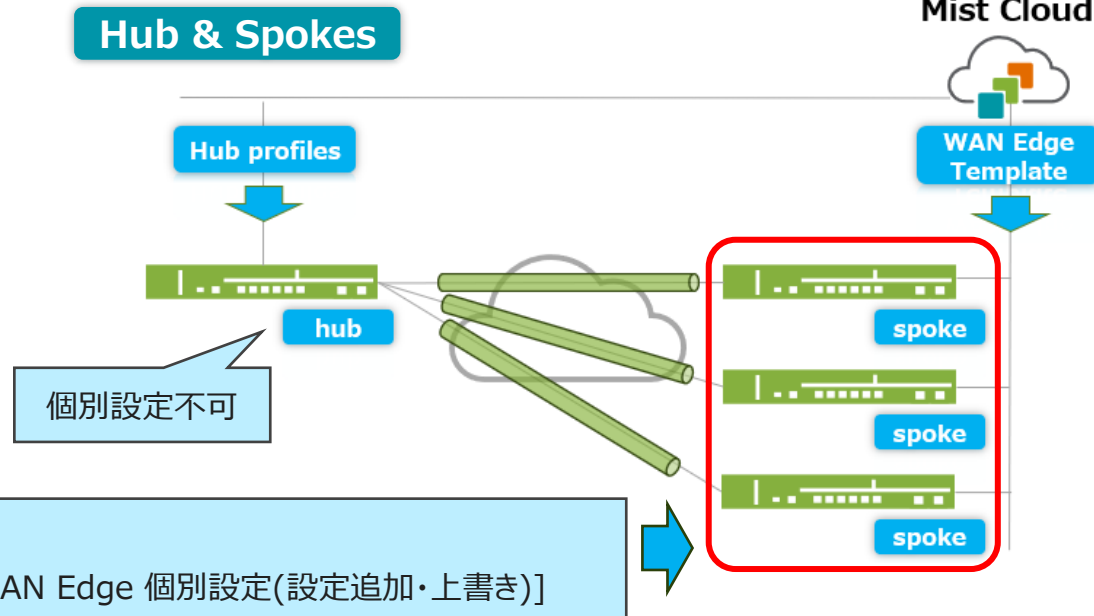 Mist Cloud
Hub & Spokes
Hub profiles
WAN Edge
Template
hub
spoke
個別設定不可
spoke
spoke
AN Edge 個別設定(設定追加・上書き)]